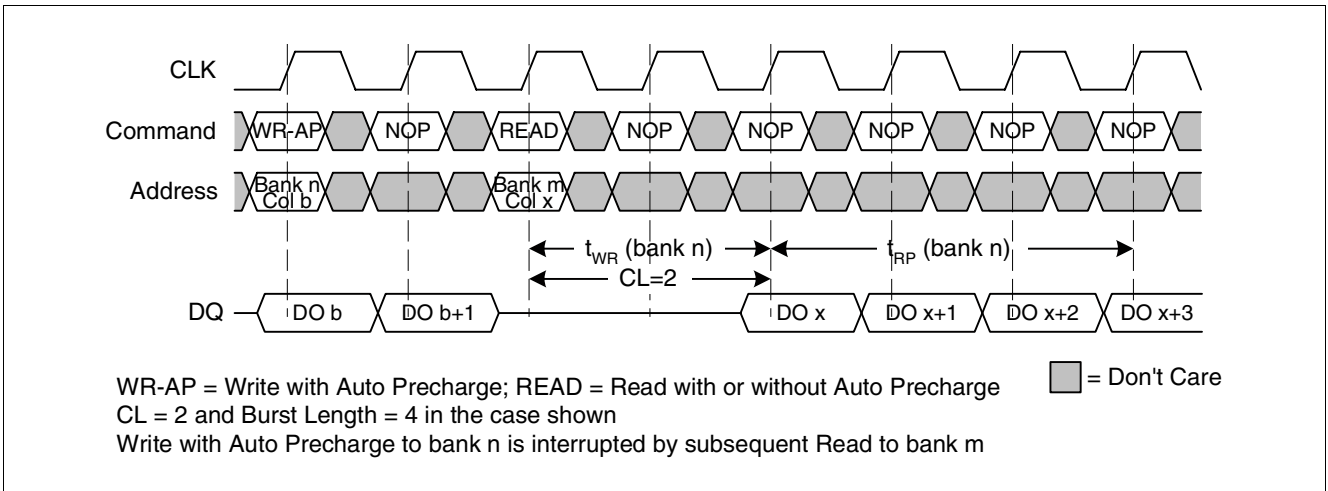 CLK
Command WR-AP NOP READ NOP NOP NOP NOP NOP
Address Bank n Col b Bank m Col x
tWR (bank n) tRP (bank n)
CL=2
DQ DO b DO b+1 DO x DO x+1 DO x+2 DO x+3
WR-AP = Write with Auto Precharge; READ = Read with or without Auto Precharge
= Don't Care
CL = 2 and Burst Length = 4 in the case shown
Write with Auto Precharge to bank n is interrupted by subsequent Read to bank m